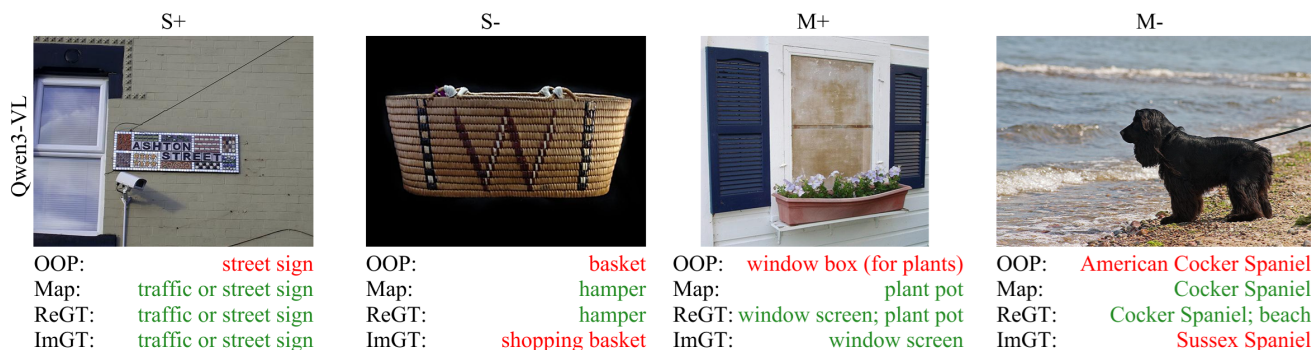 S+
S-
M+
M-
Qwen3-VL
ASHTON
STREET
W
OOP: street sign
Map: traffic or street sign
ReGT: traffic or street sign
ImGT: traffic or street sign
OOP: basket
Map: hamper
ReGT: hamper
ImGT: shopping basket
OOP: window box (for plants)
Map: plant pot
ReGT: window screen; plant pot
ImGT: window screen
OOP: American Cocker Spaniel
Map: Cocker Spaniel
ReGT: Cocker Spaniel; beach
ImGT: Sussex Spaniel